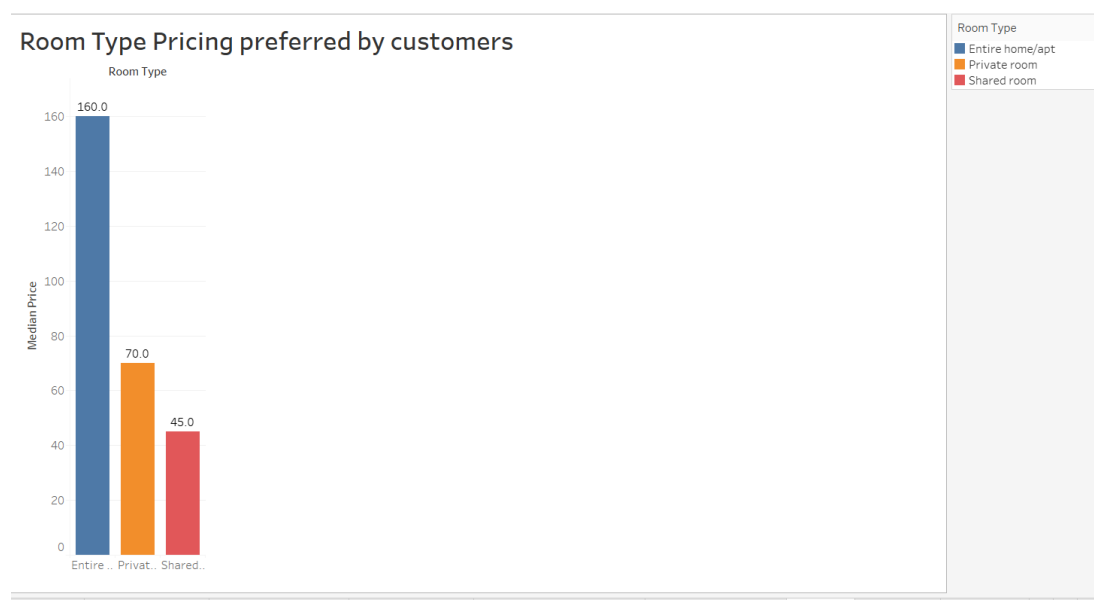 Room Type Pricing preferred by customers
Room Type
Room Type
Entire home/apt
Private room
Shared room
160.0
160
140
120
100
80
70.0
60
45.0
40
20
0
Median Price
Entire .. Privat.. Shared..